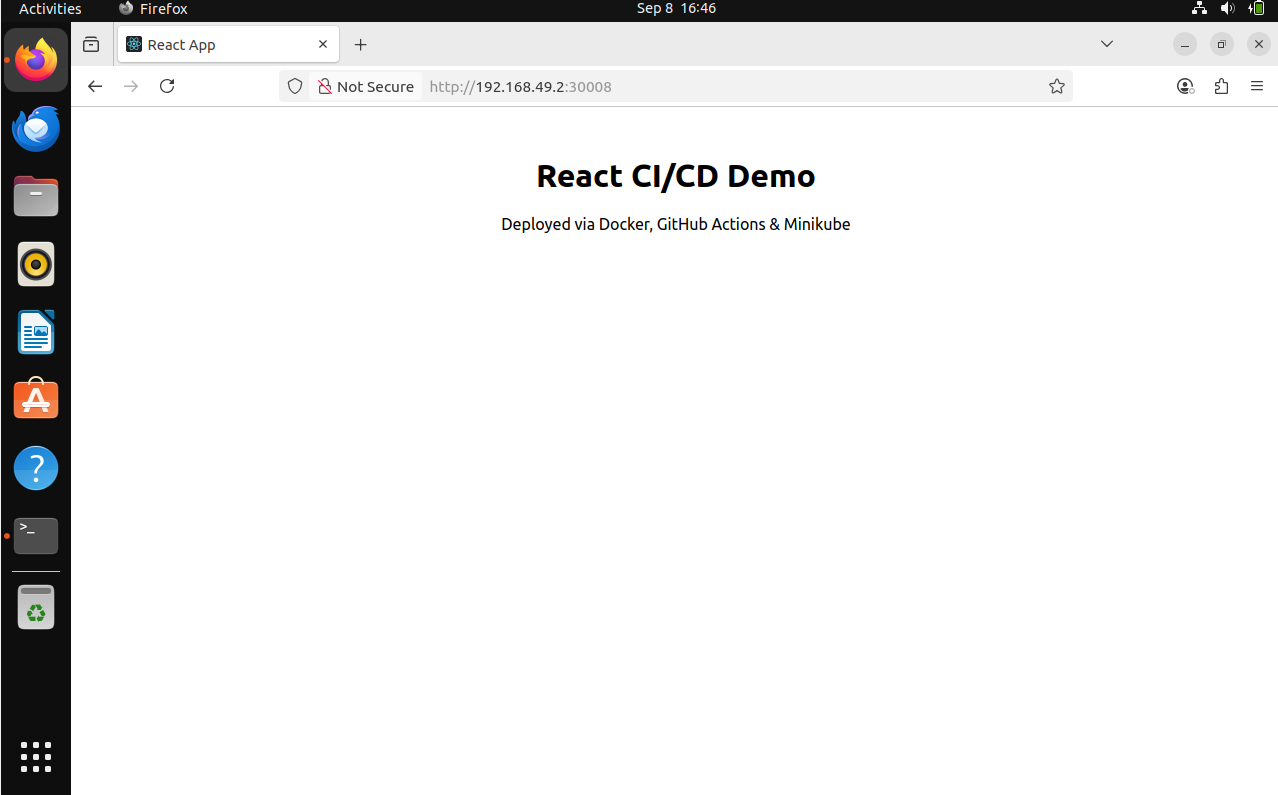 Activities
Firefox
Sep 8 16:46
React App
Not Secure
http://192.168.49.2:30008
React CI/CD Demo
Deployed via Docker, GitHub Actions & Minikube
>_